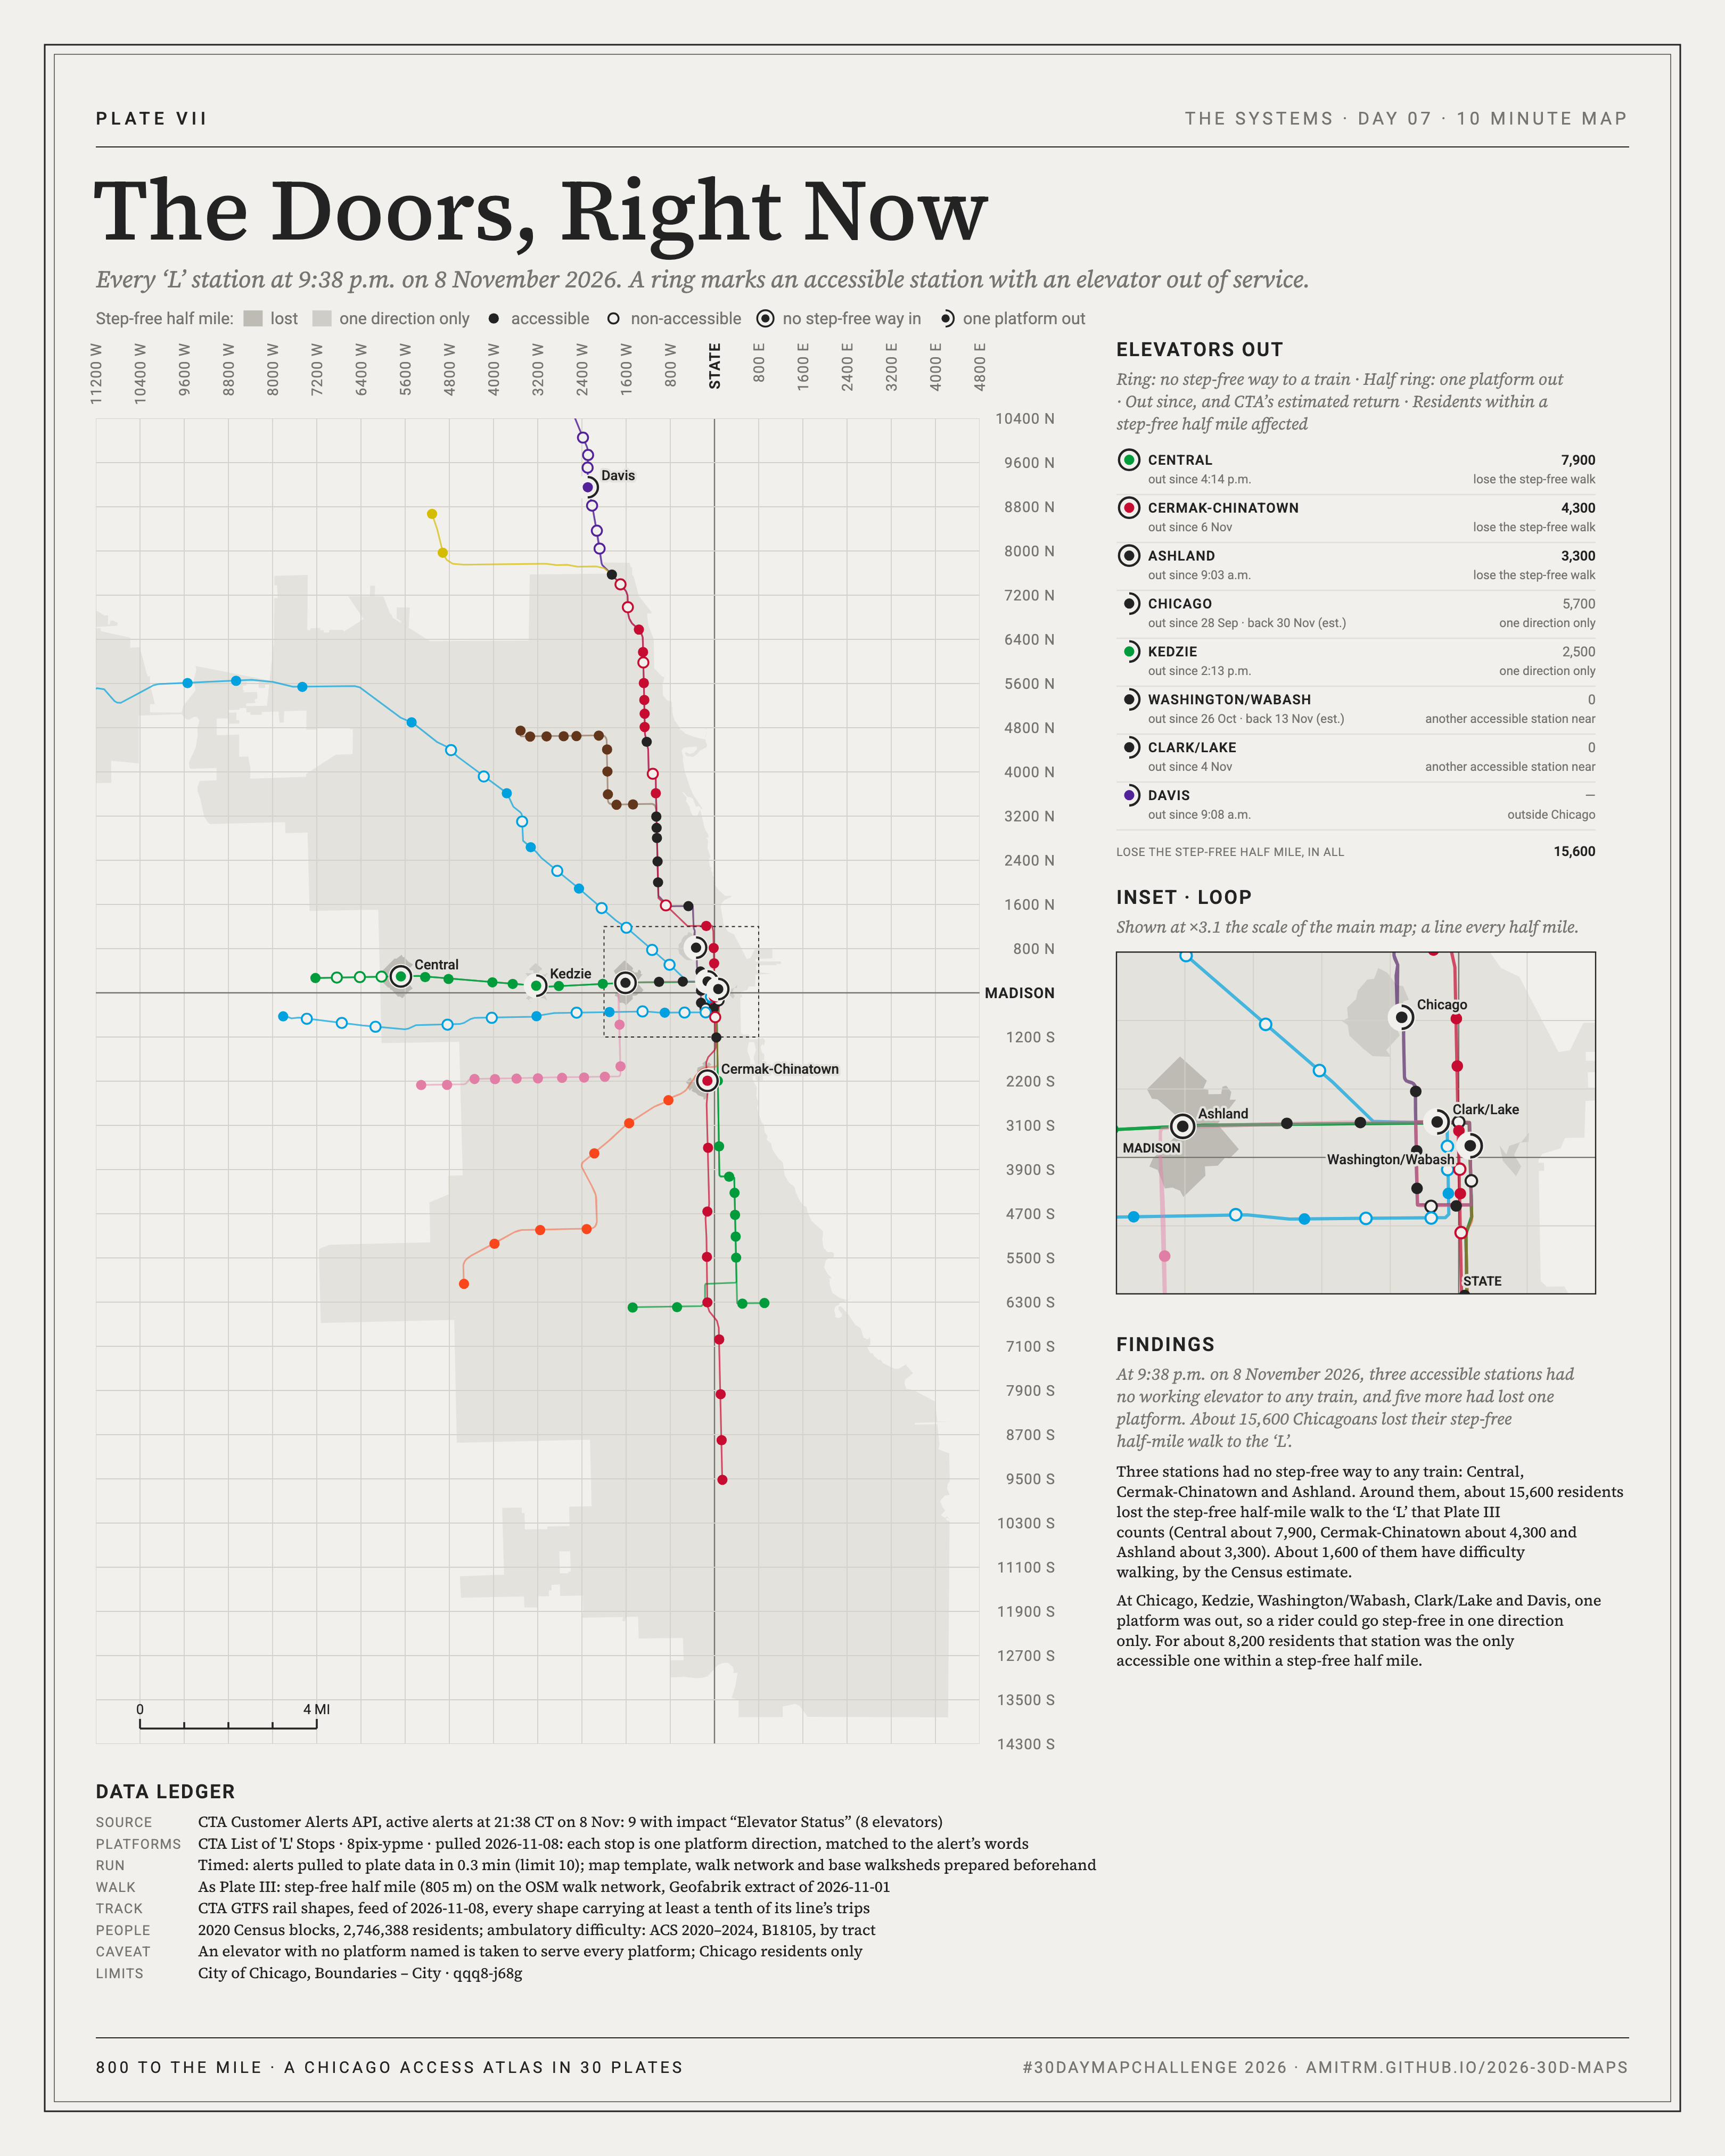 PLATE VII
THE SYSTEMS · DAY 07 · 10 MINUTE MAP
The Doors, Right Now
Every ‘L’ station at 9:38 p.m. on 8 November 2026. A ring marks an accessible station with an elevator out of service.
Step-free half mile: lost one direction only accessible non-accessible no step-free way in one platform out
11200 W
10400 W
9600 W
8800 W
8000 W
7200 W
6400 W
5600 W
4800 W
4000 W
3200 W
2400 W
1600 W
800 W
STATE
800 E
1600 E
2400 E
3200 E
4000 E
4800 E
10400 N
9600 N
8800 N
8000 N
7200 N
6400 N
5600 N
4800 N
4000 N
3200 N
2400 N
1600 N
800 N
MADISON
1200 S
2200 S
3100 S
3900 S
4700 S
5500 S
6300 S
7100 S
7900 S
8700 S
9500 S
10300 S
11100 S
11900 S
12700 S
13500 S
14300 S
Davis
Central
Kedzie
Cermak-Chinatown
0
4 MI
ELEVATORS OUT
Ring: no step-free way to a train · Half ring: one platform out
· Out since, and CTA’s estimated return · Residents within a
step-free half mile affected
CENTRAL 7,900
out since 4:14 p.m. lose the step-free walk
CERMAK-CHINATOWN 4,300
out since 6 Nov lose the step-free walk
ASHLAND 3,300
out since 9:03 a.m. lose the step-free walk
CHICAGO 5,700
out since 28 Sep · back 30 Nov (est.) one direction only
KEDZIE 2,500
out since 2:13 p.m. one direction only
WASHINGTON/WABASH 0
out since 26 Oct · back 13 Nov (est.) another accessible station near
CLARK/LAKE 0
out since 4 Nov another accessible station near
DAVIS —
out since 9:08 a.m. outside Chicago
LOSE THE STEP-FREE HALF MILE, IN ALL 15,600
INSET · LOOP
Shown at ×3.1 the scale of the main map; a line every half mile.
Chicago
Ashland
Clark/Lake
MADISON
Washington/Wabash
STATE
FINDINGS
At 9:38 p.m. on 8 November 2026, three accessible stations had
no working elevator to any train, and five more had lost one
platform. About 15,600 Chicagoans lost their step-free
half-mile walk to the ‘L’.
Three stations had no step-free way to any train: Central,
Cermak-Chinatown and Ashland. Around them, about 15,600 residents
lost the step-free half-mile walk to the ‘L’ that Plate III
counts (Central about 7,900, Cermak-Chinatown about 4,300 and
Ashland about 3,300). About 1,600 of them have difficulty
walking, by the Census estimate.
At Chicago, Kedzie, Washington/Wabash, Clark/Lake and Davis, one
platform was out, so a rider could go step-free in one direction
only. For about 8,200 residents that station was the only
accessible one within a step-free half mile.
DATA LEDGER
SOURCE CTA Customer Alerts API, active alerts at 21:38 CT on 8 Nov: 9 with impact “Elevator Status” (8 elevators)
PLATFORMS CTA List of 'L' Stops · 8pix-ypme · pulled 2026-11-08: each stop is one platform direction, matched to the alert’s words
RUN Timed: alerts pulled to plate data in 0.3 min (limit 10); map template, walk network and base walksheds prepared beforehand
WALK As Plate III: step-free half mile (805 m) on the OSM walk network, Geofabrik extract of 2026-11-01
TRACK CTA GTFS rail shapes, feed of 2026-11-08, every shape carrying at least a tenth of its line’s trips
PEOPLE 2020 Census blocks, 2,746,388 residents; ambulatory difficulty: ACS 2020–2024, B18105, by tract
CAVEAT An elevator with no platform named is taken to serve every platform; Chicago residents only
LIMITS City of Chicago, Boundaries – City · qqq8-j68g
800 TO THE MILE · A CHICAGO ACCESS ATLAS IN 30 PLATES
#30DAYMAPCHALLENGE 2026 · AMITRM.GITHUB.IO/2026-30D-MAPS